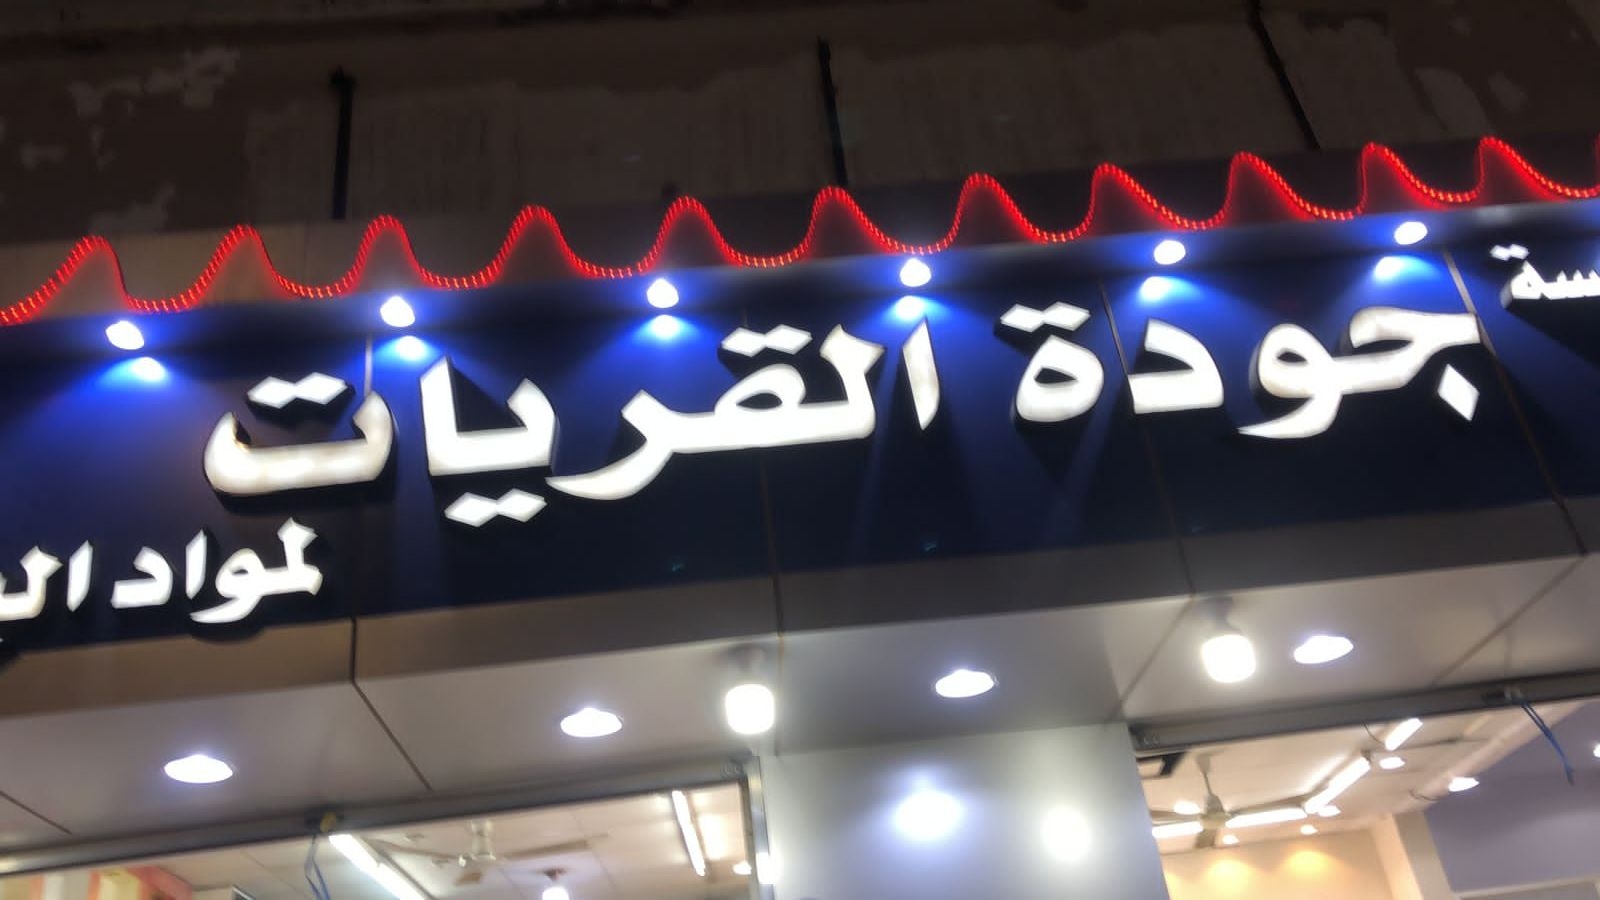 جودة القريات
لمواد